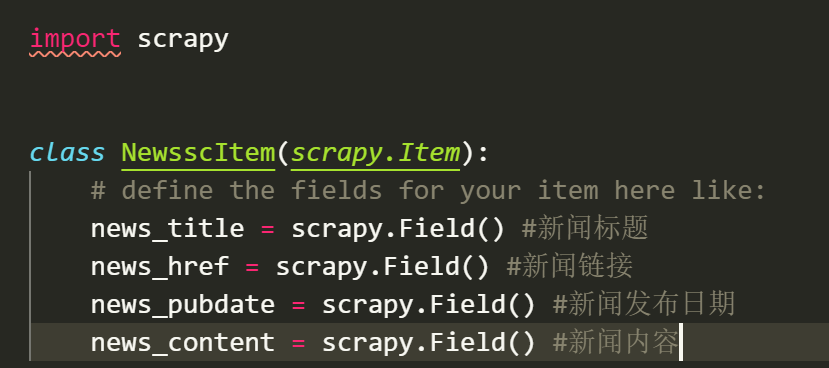 import scrapy
class NewsscItem(scrapy.Item):
# define the fields for your item here like:
news_title = scrapy.Field() #新闻标题
news_href = scrapy.Field() #新闻链接
news_pubdate = scrapy.Field() #新闻发布日期
news_content = scrapy.Field() #新闻内容